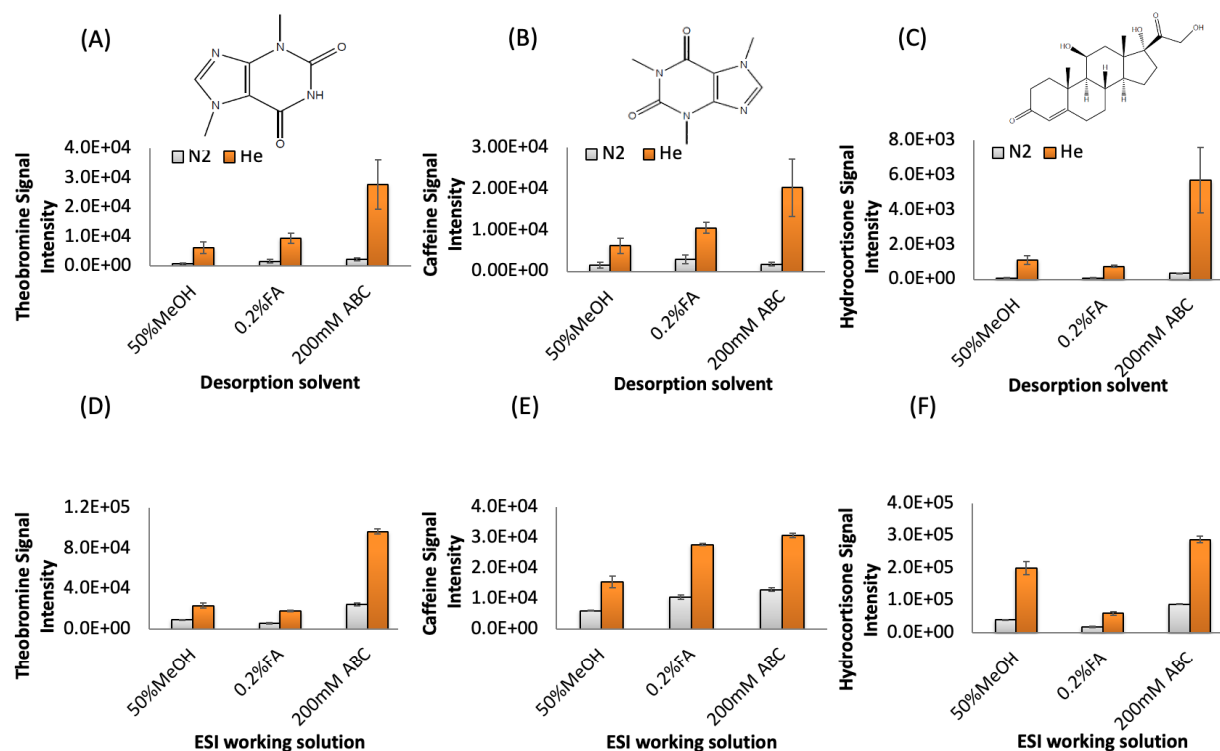 (A)
N
N
O
NH
N
O
Theobromine Signal
Intensity
4.0E+04
3.0E+04
2.0E+04
1.0E+04
0.0E+00
N2 He
50%MeOH
0.2%FA
200mM ABC
Desorption solvent
(B)
O
N
N
O
N
N
Caffeine Signal
Intensity
3.00E+04
2.00E+04
1.00E+04
0.00E+00
N2 He
50%MeOH
0.2%FA
200mM ABC
Desorption solvent
(C)
O
HO
OH
HO
H
H
H
O
Hydrocortisone Signal
Intensity
8.0E+03
6.0E+03
4.0E+03
2.0E+03
0.0E+00
N2 He
50%MeOH
0.2%FA
200mM ABC
Desorption solvent
(D)
Theobromine Signal
Intensity
1.2E+05
8.0E+04
4.0E+04
0.0E+00
50%MeOH
0.2%FA
200mM ABC
ESI working solution
(E)
Caffeine Signal
Intensity
4.0E+04
3.0E+04
2.0E+04
1.0E+04
0.0E+00
50%MeOH
0.2%FA
200mM ABC
ESI working solution
(F)
Hydrocortisone Signal
Intensity
4.0E+05
3.0E+05
2.0E+05
1.0E+05
0.0E+00
50%MeOH
0.2%FA
200mM ABC
ESI working solution